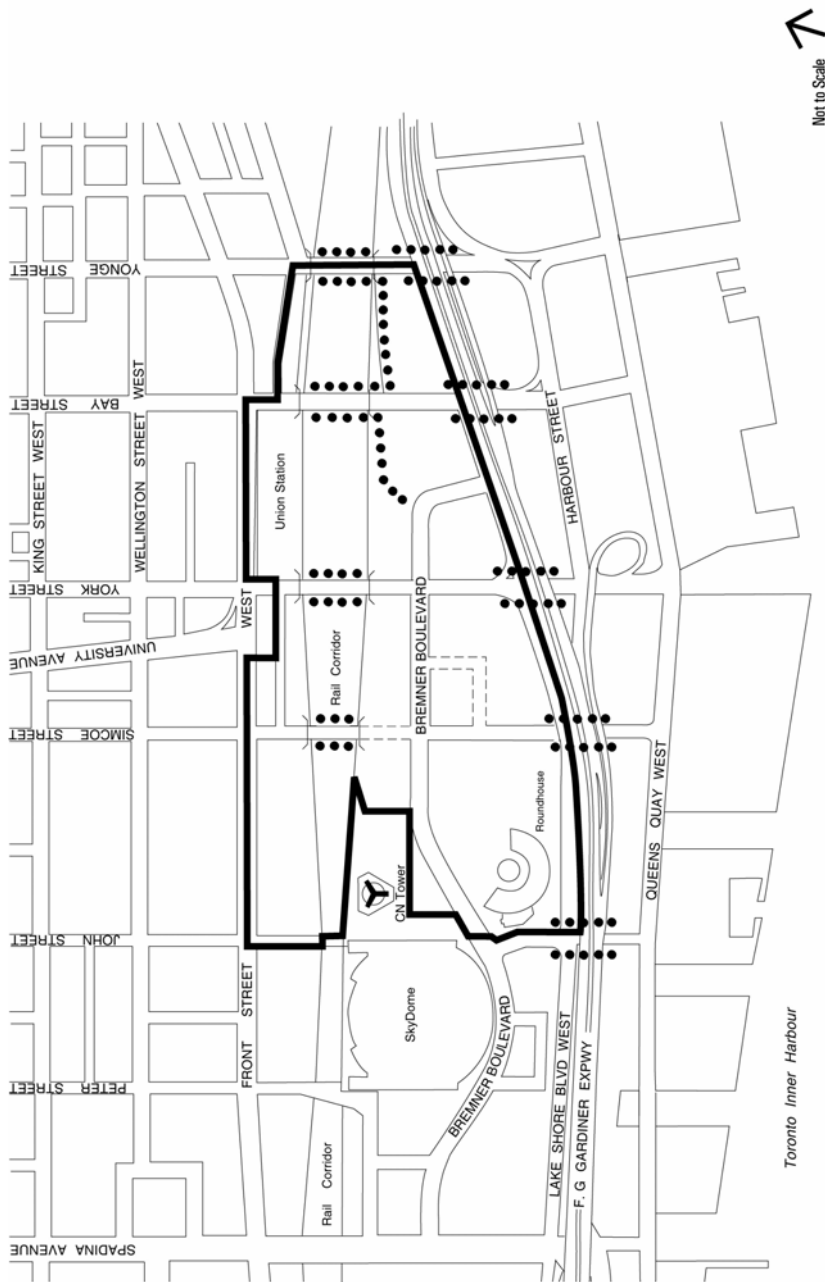 Not to Scale
YONGE STREET
BAY STREET
YORK STREET
UNIVERSITY AVENUE
SIMCOE STREET
JOHN STREET
PETER STREET
SPADINA AVENUE
KING STREET WEST
WELLINGTON STREET WEST
FRONT STREET WEST
Union Station
Rail Corridor
BREMNER BOULEVARD
HARBOUR STREET
CN Tower
Roundhouse
SkyDome
BREMNER BOULEVARD
Rail Corridor
LAKE SHORE BLVD WEST
F. G GARDINER EXPWY
QUEENS QUAY WEST
Toronto Inner Harbour